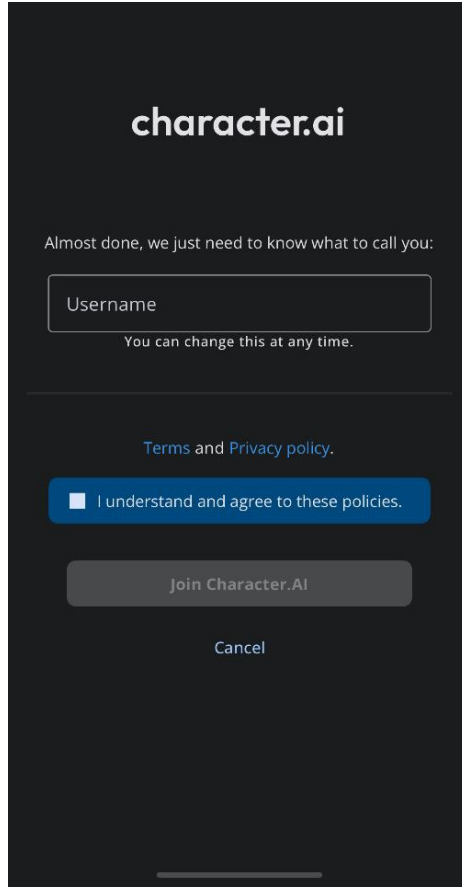 character.ai
Almost done, we just need to know what to call you:
Username
You can change this at any time.
Terms and Privacy policy.
I understand and agree to these policies.
Join Character.AI
Cancel